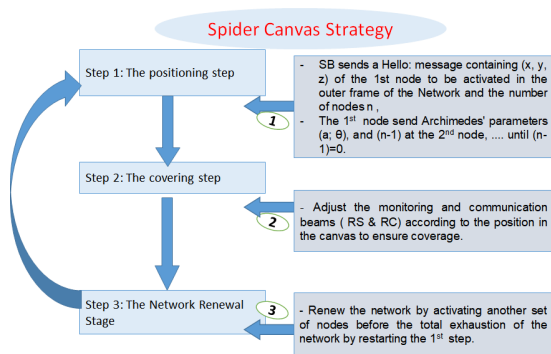 Spider Canvas Strategy
Step 1: The positioning step
- SB sends a Hello: message containing (x, y,
z) of the 1st node to be activated in the
outer frame of the Network and the number
of nodes n ,
- The 1st node send Archimedes' parameters
(a; θ), and (n-1) at the 2nd node, .... until (n-
1)=0.
1
Step 2: The covering step
- Adjust the monitoring and communication
beams ( RS & RC) according to the position in
the canvas to ensure coverage.
2
Step 3: The Network Renewal
Stage
3
- Renew the network by activating another set
of nodes before the total exhaustion of the
network by restarting the 1st step.